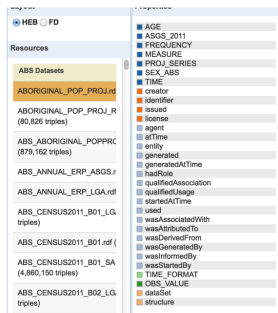 Layout
Properties
HEB FD
Resources
ABS Datasets
ABORIGINAL_POP_PROJ.rd
ABORIGINAL_POP_PROJ_R
(80,826 triples)
ABS_ABORIGINAL_POPPRO
(879,162 triples)
ABS_ANNUAL_ERP_ASGS.r
ABS_ANNUAL_ERP_LGA.rdf
ABS_CENSUS2011_B01_LGA
triples)
ABS_CENSUS2011_B01.rdf (
ABS_CENSUS2011_B01_SA
(4,860,150 triples)
ABS_CENSUS2011_B02_LGA
triples)
AGE
ASGS_2011
FREQUENCY
MEASURE
PROJ_SERIES
SEX_ABS
TIME
creator
identifier
issued
license
agent
atTime
entity
generated
generatedAtTime
hadRole
qualifiedAssociation
qualifiedUsage
startedAtTime
used
wasAssociatedWith
wasAttributedTo
wasDerivedFrom
wasGeneratedBy
wasInformedBy
wasStartedBy
TIME_FORMAT
OBS_VALUE
dataSet
structure